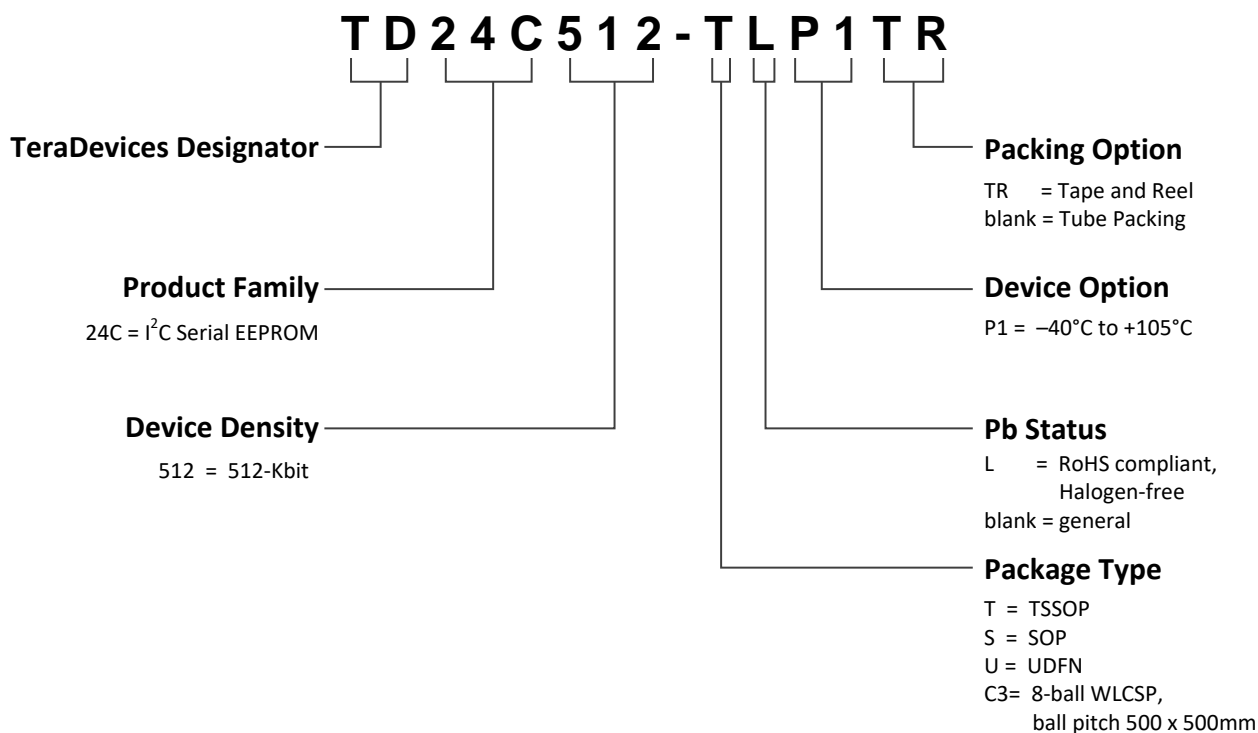 TD24C512-TLP1TR
TeraDevices Designator
Product Family
24C = I²C Serial EEPROM
Device Density
512 = 512-Kbit
Packing Option
TR = Tape and Reel
blank = Tube Packing
Device Option
P1 = –40°C to +105°C
Pb Status
L = RoHS compliant,
Halogen-free
blank = general
Package Type
T = TSSOP
S = SOP
U = UDFN
C3= 8-ball WLCSP,
ball pitch 500 x 500mm